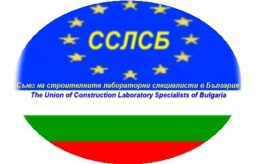 ССЛСБ
Съюз на строителните лабораторни специалисти в България
The Union of Construction Laboratory Specialists of Bulgaria